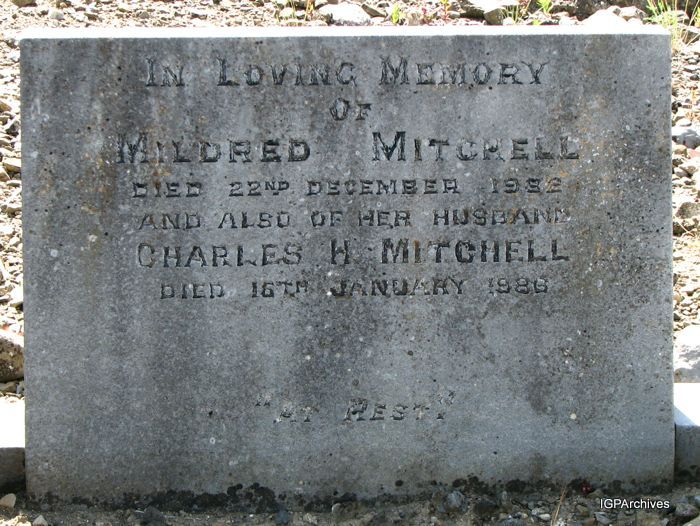 IN LOVING MEMORY
OF
MILDRED MITCHELL
DIED 22ND DECEMBER
AND ALSO OF HER HUSBAND
CHARLES H. MITCHELL
DIED 16TH JANUARY 1986
"AT REST."
IGPArchives